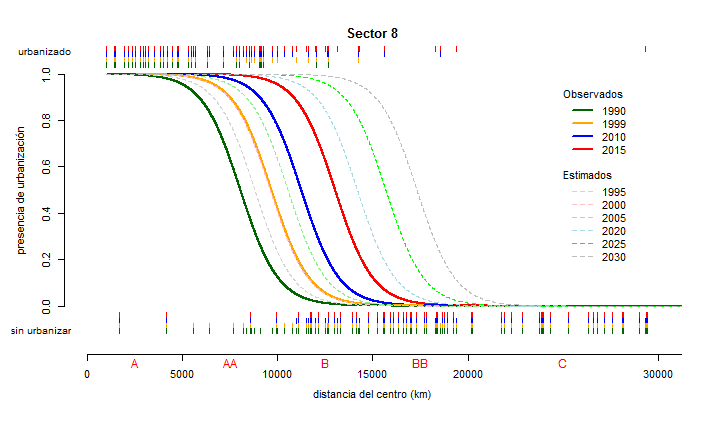 Sector 8
urbanizado
Observados
1990
1999
2010
2015
Estimados
1995
2000
2005
2020
2025
2030
presencia de urbanización
1.0
0.8
0.6
0.4
0.2
0.0
sin urbanizar
A
AA
B
BB
C
0
5000
10000
15000
20000
30000
distancia del centro (km)